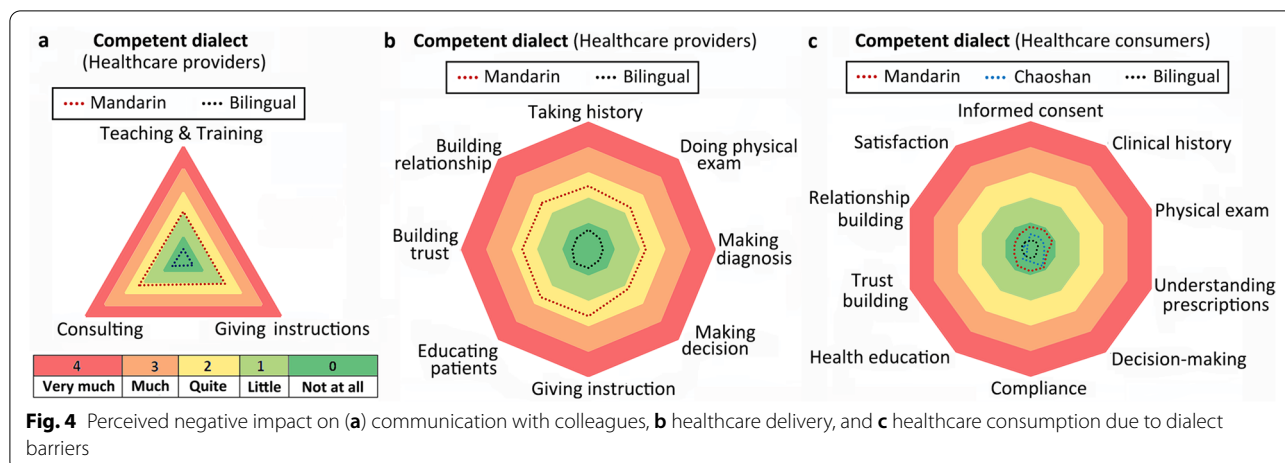 a Competent dialect
(Healthcare providers)
Mandarin Bilingual
Teaching & Training
Consulting Giving instructions
4 3 2 1 0
Very much Much Quite Little Not at all
b Competent dialect (Healthcare providers)
Mandarin Bilingual
Taking history
Building
relationship
Doing physical
exam
Building
trust
Making
diagnosis
Educating
patients
Making
decision
Giving instruction
c Competent dialect (Healthcare consumers)
Mandarin Chaoshan Bilingual
Informed consent
Satisfaction Clinical history
Relationship
building
Physical exam
Trust
building
Understanding
prescriptions
Health education Decision-making
Compliance
Fig. 4 Perceived negative impact on (a) communication with colleagues, b healthcare delivery, and c healthcare consumption due to dialect
barriers